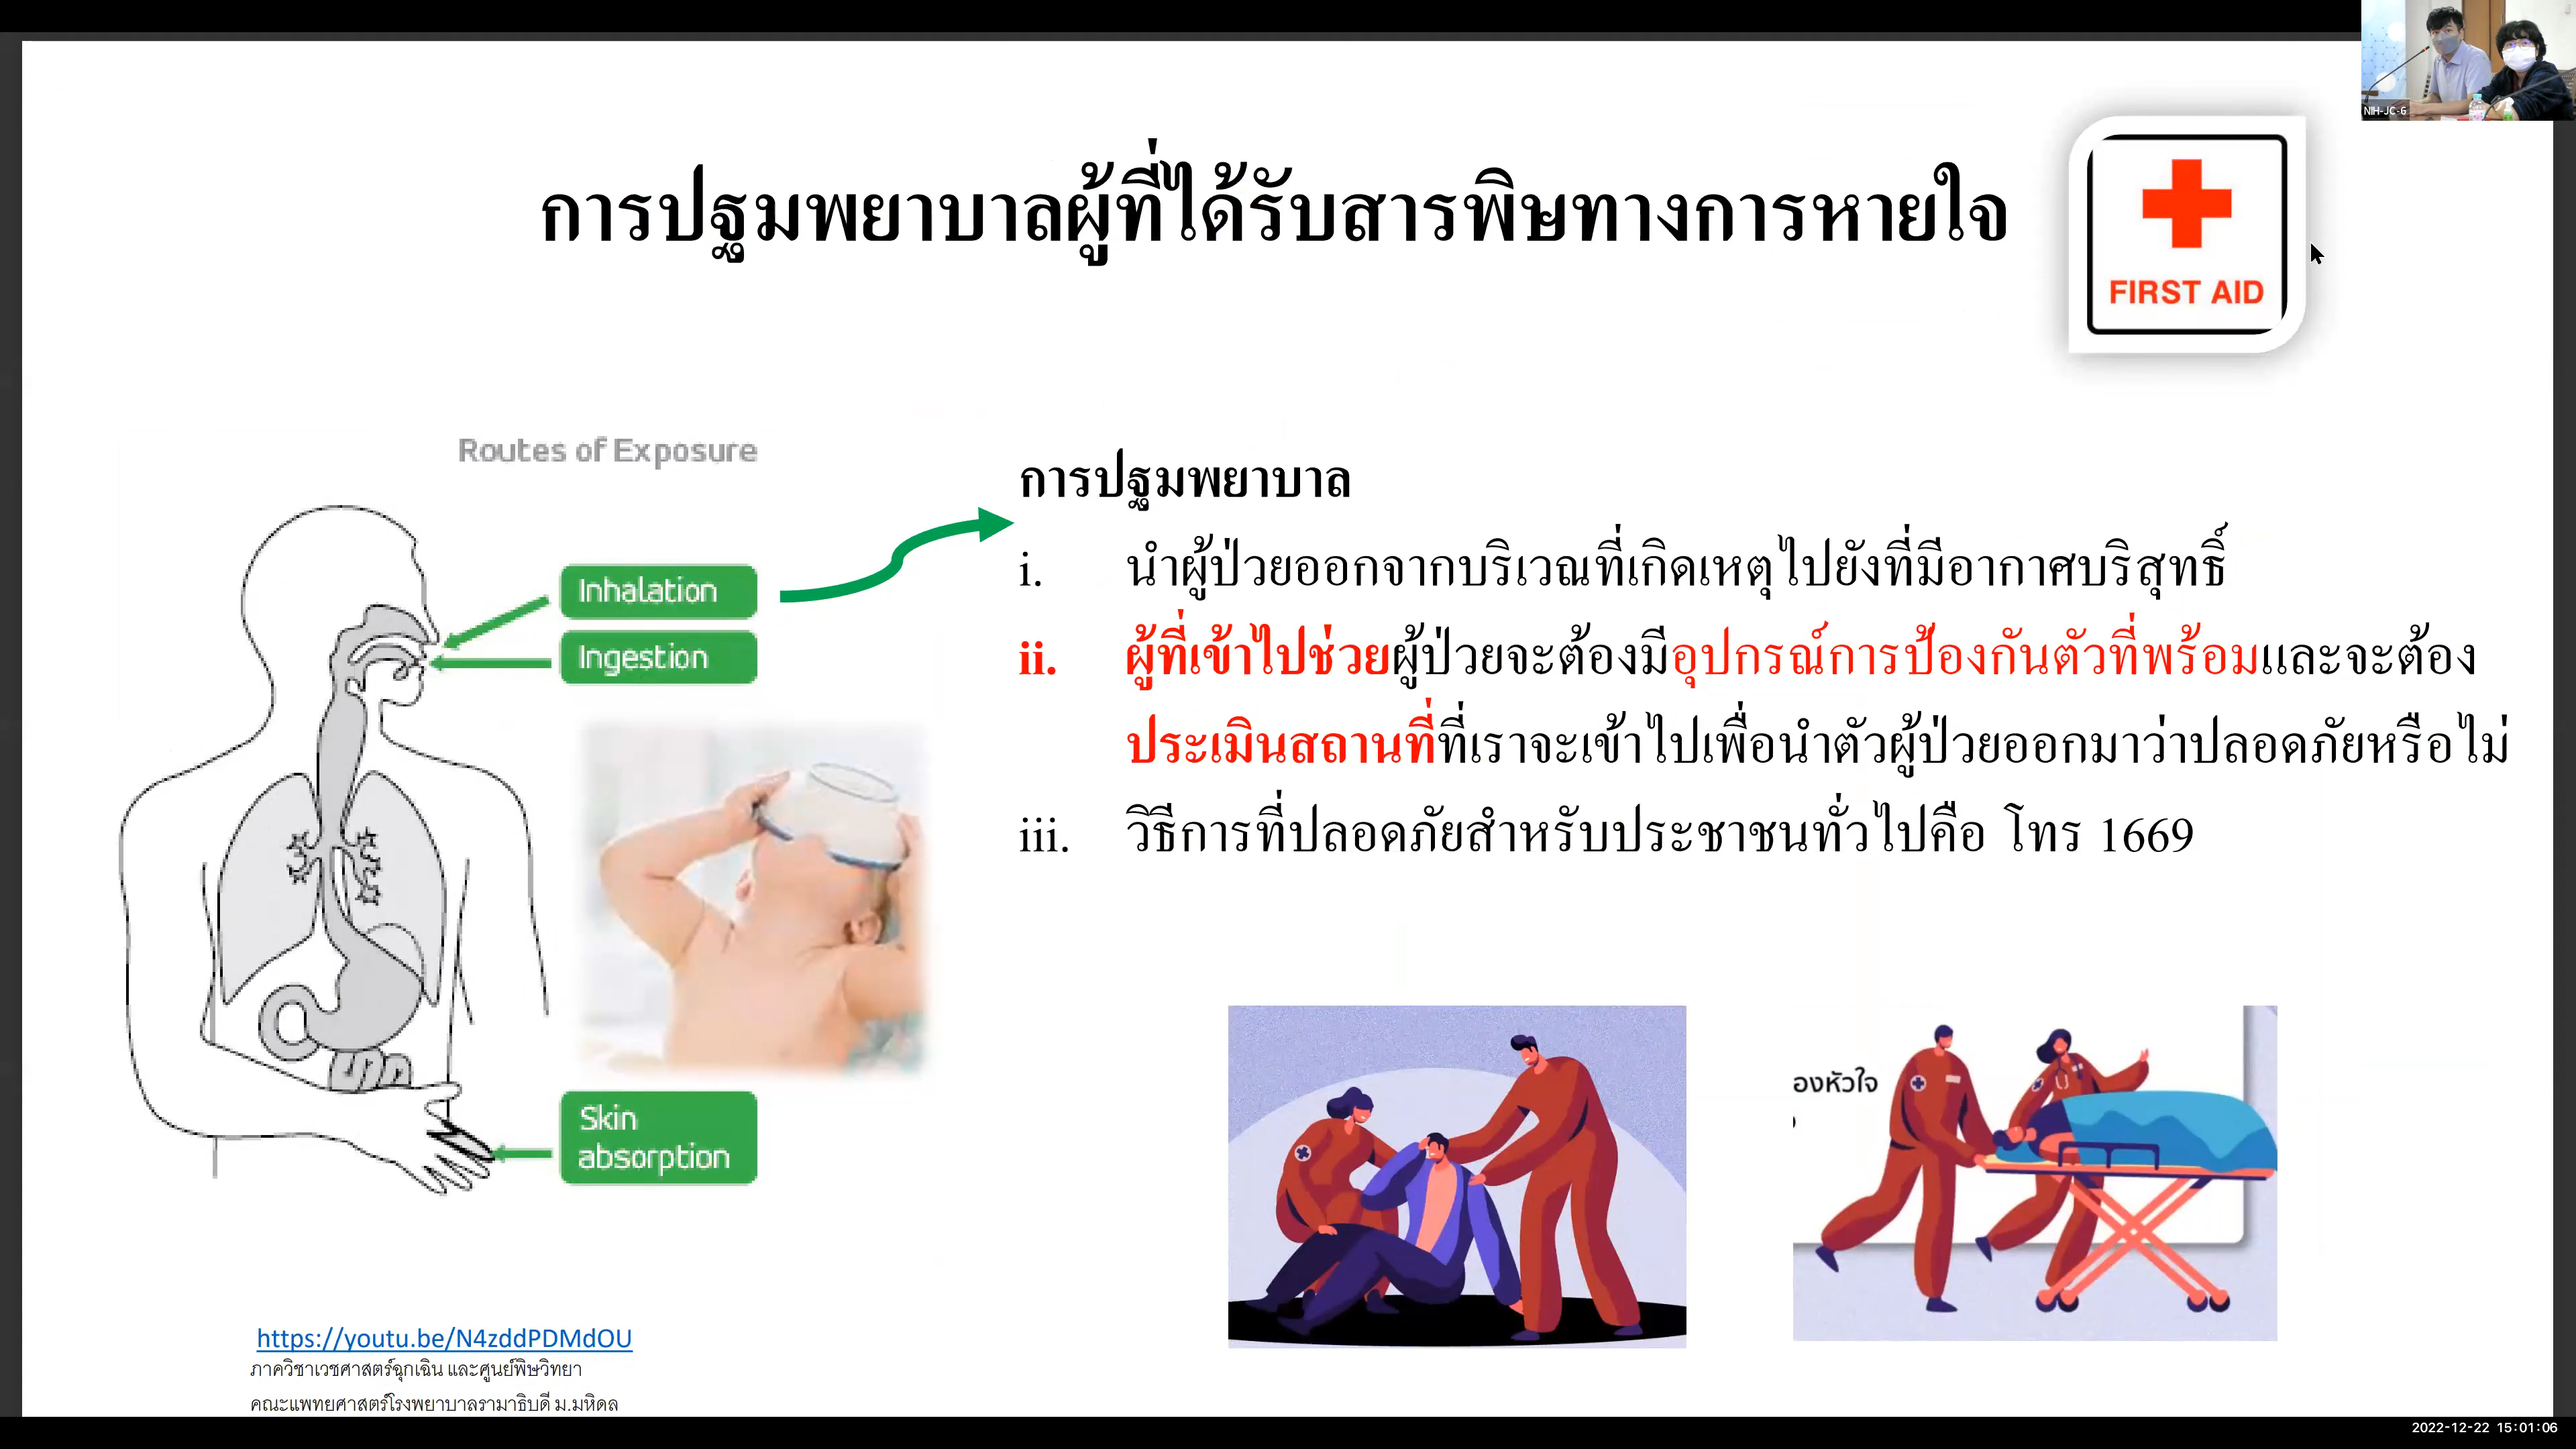 NIH-JC-6
การปฐมพยาบาลผู้ที่ได้รับสารพิษทางการหายใจ
FIRST AID
Routes of Exposure
Inhalation
Ingestion
Skin
absorption
การปฐมพยาบาล
i. นำผู้ป่วยออกจากบริเวณที่เกิดเหตุไปยังที่มีอากาศบริสุทธิ์
ii. ผู้ที่เข้าไปช่วยผู้ป่วยจะต้องมีอุปกรณ์การป้องกันตัวที่พร้อมและจะต้อง
ประเมินสถานที่ที่เราจะเข้าไปเพื่อนำตัวผู้ป่วยออกมาว่าปลอดภัยหรือไม่
iii. วิธีการที่ปลอดภัยสำหรับประชาชนทั่วไปคือ โทร 1669
องหัวใจ
https://youtu.be/N4zddPDMdOU
ภาควิชาเวชศาสตร์ฉุกเฉิน และศูนย์พิษวิทยา
คณะแพทยศาสตร์โรงพยาบาลรามาธิบดี ม.มหิดล
2022-12-22 15:01:06